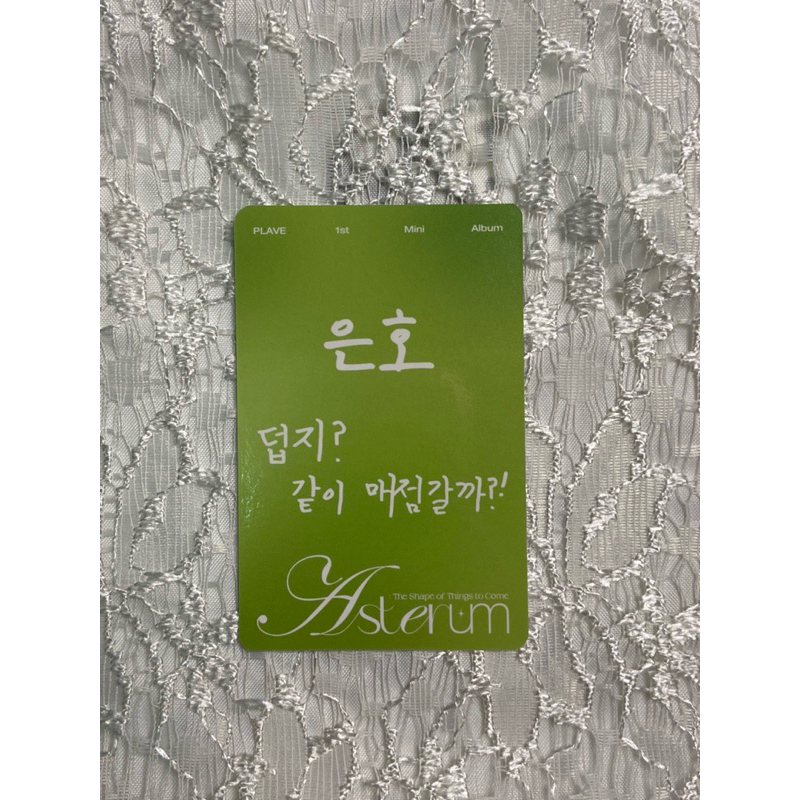 PLAVE 1st Mini Album
은호
덥지?
같이 매점갈까?!
The Shape of Things to Come
Asterum